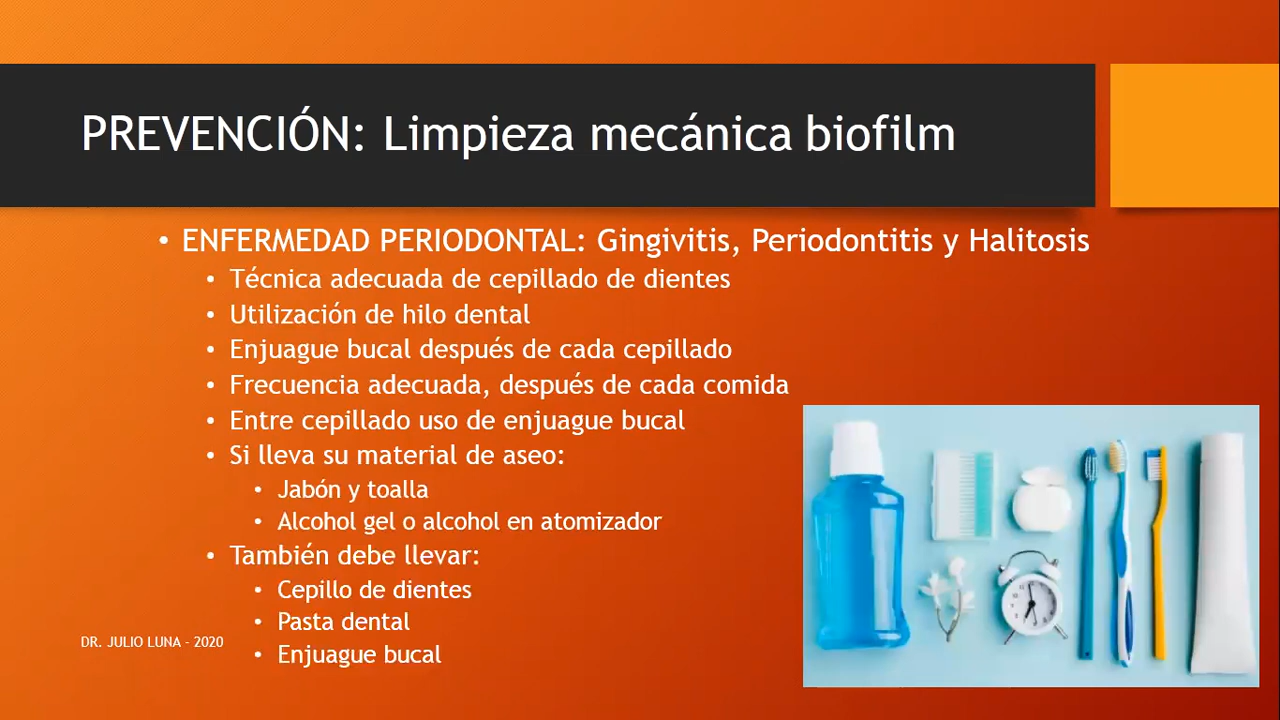 PREVENCIÓN: Limpieza mecánica biofilm
• ENFERMEDAD PERIODONTAL: Gingivitis, Periodontitis y Halitosis
• Técnica adecuada de cepillado de dientes
• Utilización de hilo dental
• Enjuague bucal después de cada cepillado
• Frecuencia adecuada, después de cada comida
• Entre cepillado uso de enjuague bucal
• Si lleva su material de aseo:
• Jabón y toalla
• Alcohol gel o alcohol en atomizador
• También debe llevar:
• Cepillo de dientes
• Pasta dental
• Enjuague bucal
DR. JULIO LUNA - 2020